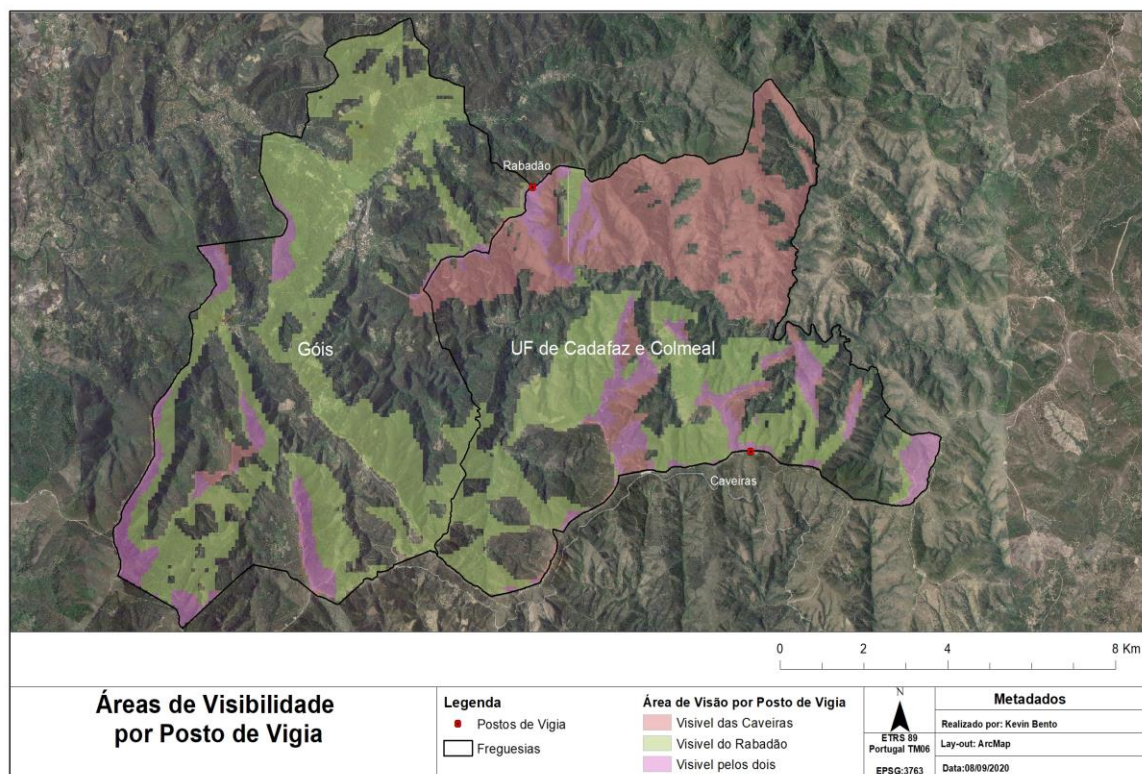 Rabadão
Góis
UF de Cadafaz e Colmeal
Caveiras
0 2 4 8 Km
Áreas de Visibilidade
por Posto de Vigia
Legenda
Postos de Vigia
Freguesias
Área de Visão por Posto de Vigia
Visivel das Caveiras
Visivel do Rabadão
Visivel pelos dois
N
ETRS 89
Portugal TM06
EPSG:3763
Metadados
Realizado por: Kevin Bento
Lay-out: ArcMap
Data:08/09/2020